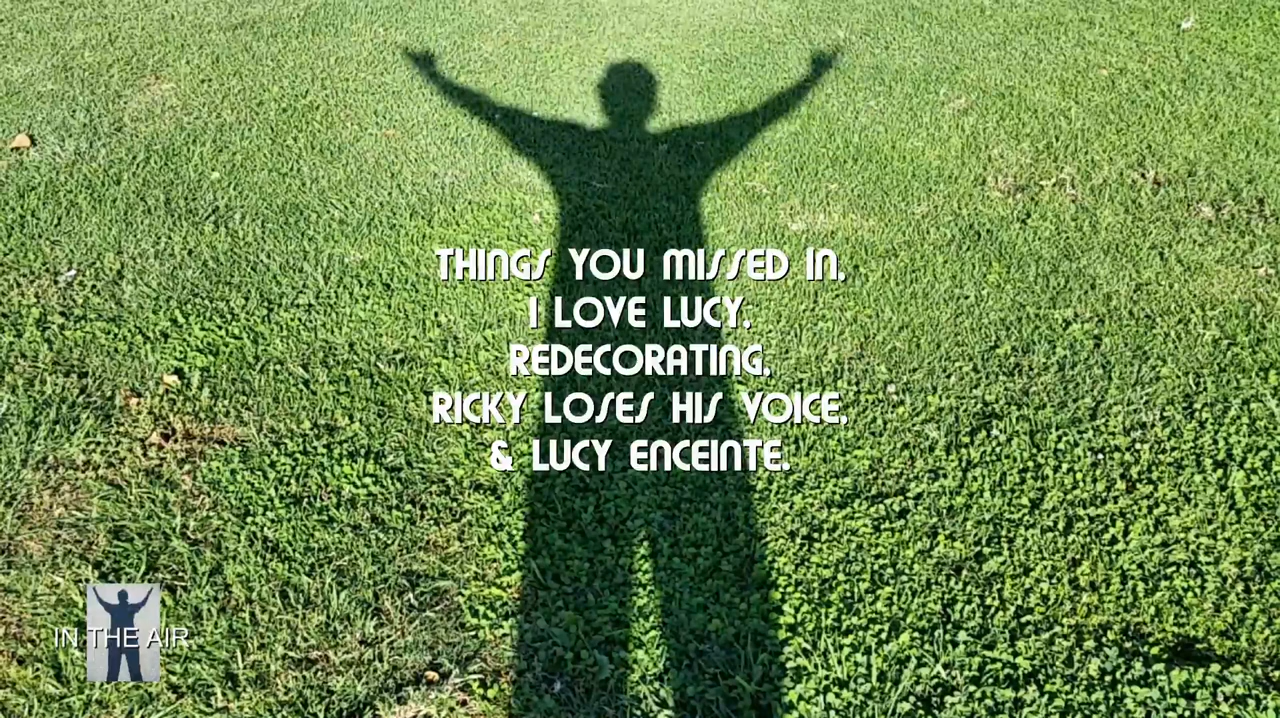 THINGS YOU MISSED IN,
I LOVE LUCY,
REDECORATING,
RICKY LOSES HIS VOICE,
& LUCY ENCEINTE.
IN THE AIR